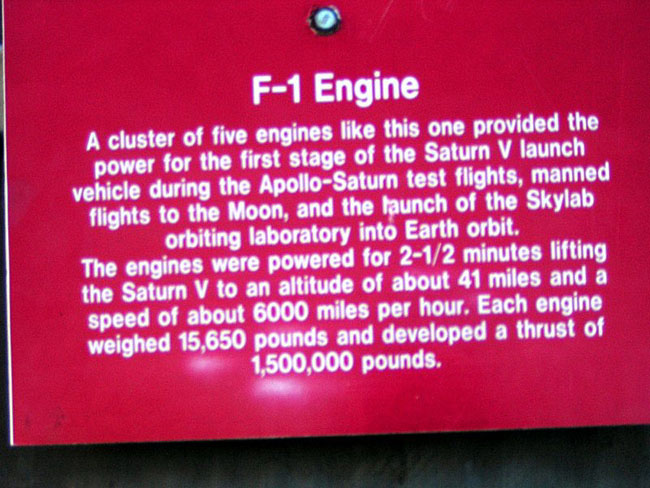 F-1 Engine
A cluster of five engines like this one provided the
power for the first stage of the Saturn V launch
vehicle during the Apollo-Saturn test flights, manned
flights to the Moon, and the launch of the Skylab
orbiting laboratory into Earth orbit.
The engines were powered for 2-1/2 minutes lifting
the Saturn V to an altitude of about 41 miles and a
speed of about 6000 miles per hour. Each engine
weighed 15,650 pounds and developed a thrust of
1,500,000 pounds.